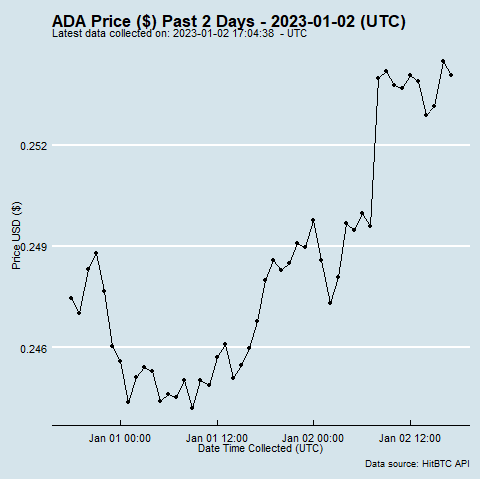 ADA Price ($) Past 2 Days - 2023-01-02 (UTC)
Latest data collected on: 2023-01-02 17:04:38  - UTC
0.252
0.249
0.246
Price USD ($)
Jan 01 00:00 Jan 01 12:00 Jan 02 00:00 Jan 02 12:00
Date Time Collected (UTC)
Data source: HitBTC API